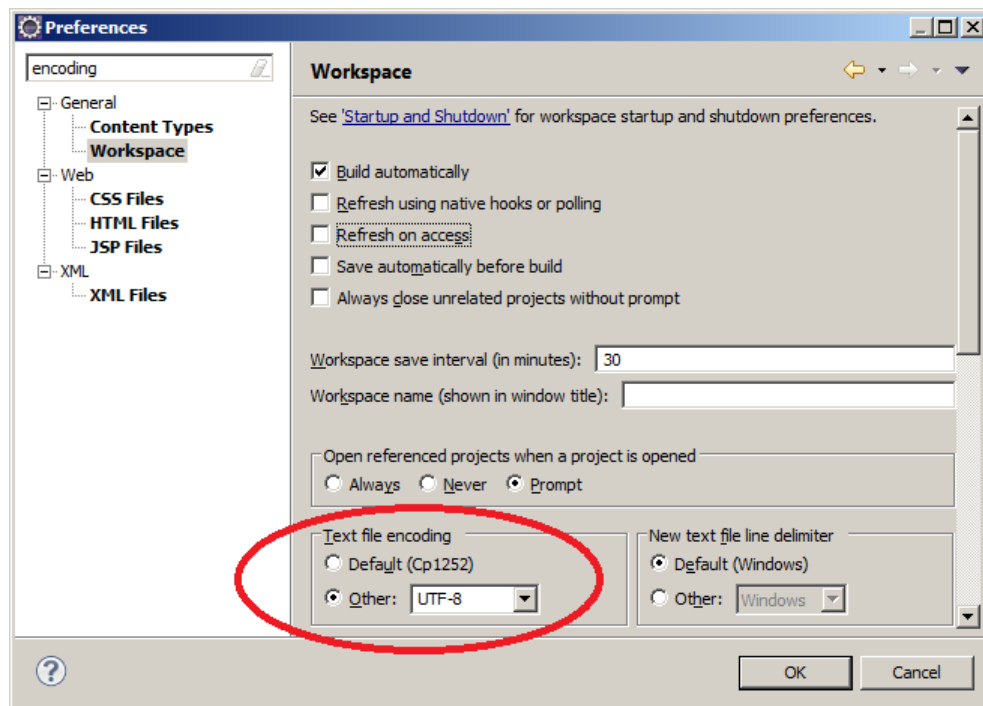 Preferences
encoding
General
Content Types
Workspace
Web
CSS Files
HTML Files
JSP Files
XML
XML Files
Workspace
See 'Startup and Shutdown' for workspace startup and shutdown preferences.
Build automatically
Refresh using native hooks or polling
Refresh on access
Save automatically before build
Always close unrelated projects without prompt
Workspace save interval (in minutes): 30
Workspace name (shown in window title):
Open referenced projects when a project is opened
Always Never Prompt
Text file encoding
Default (Cp1252)
Other: UTF-8
New text file line delimiter
Default (Windows)
Other: Windows
?
OK Cancel